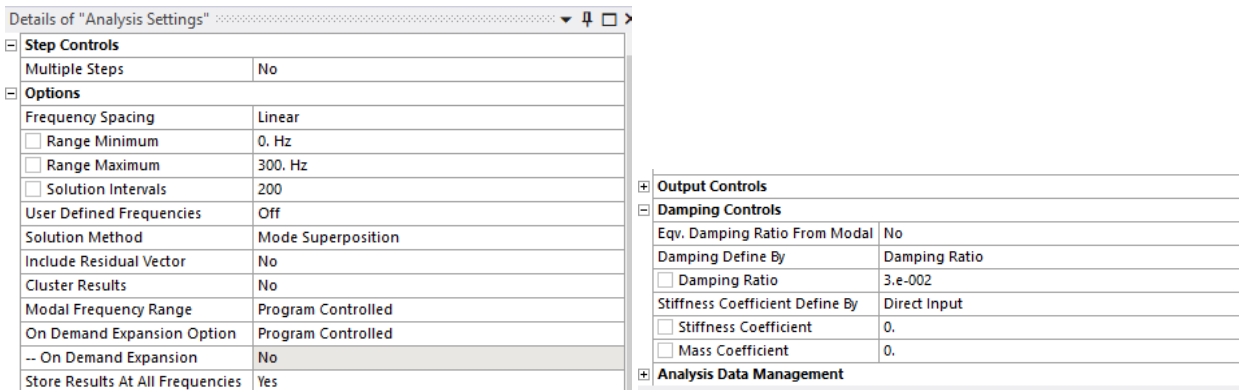 Details of "Analysis Settings"
Step Controls
Multiple Steps No
Options
Frequency Spacing Linear
Range Minimum 0. Hz
Range Maximum 300. Hz
Solution Intervals 200
User Defined Frequencies Off
Solution Method Mode Superposition
Include Residual Vector No
Cluster Results No
Modal Frequency Range Program Controlled
On Demand Expansion Option Program Controlled
-- On Demand Expansion No
Store Results At All Frequencies Yes
Output Controls
Damping Controls
Eqv. Damping Ratio From Modal No
Damping Define By Damping Ratio
Damping Ratio 3.e-002
Stiffness Coefficient Define By Direct Input
Stiffness Coefficient 0.
Mass Coefficient 0.
Analysis Data Management